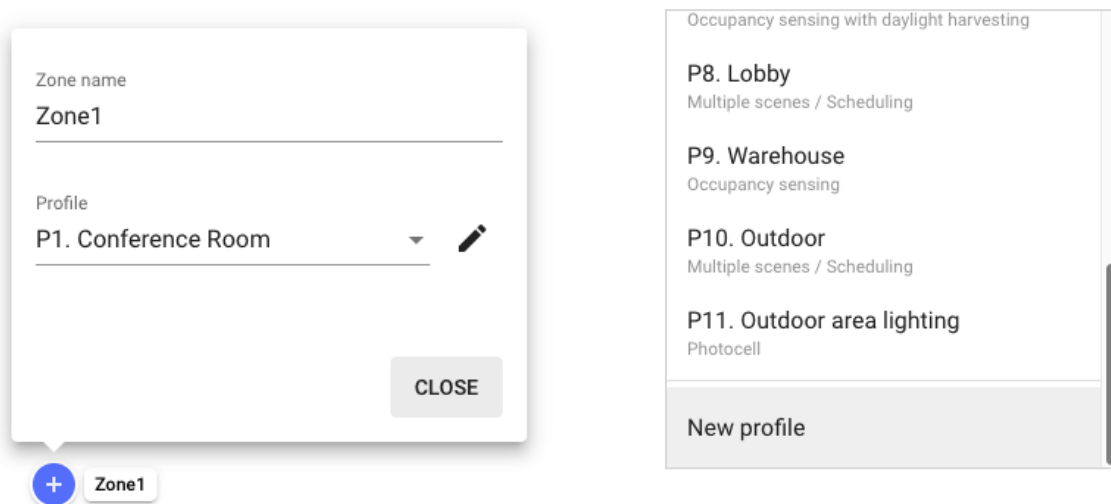 Zone name
Zone1
Profile
P1. Conference Room
CLOSE
Zone1
Occupancy sensing with daylight harvesting
P8. Lobby
Multiple scenes / Scheduling
P9. Warehouse
Occupancy sensing
P10. Outdoor
Multiple scenes / Scheduling
P11. Outdoor area lighting
Photocell
New profile